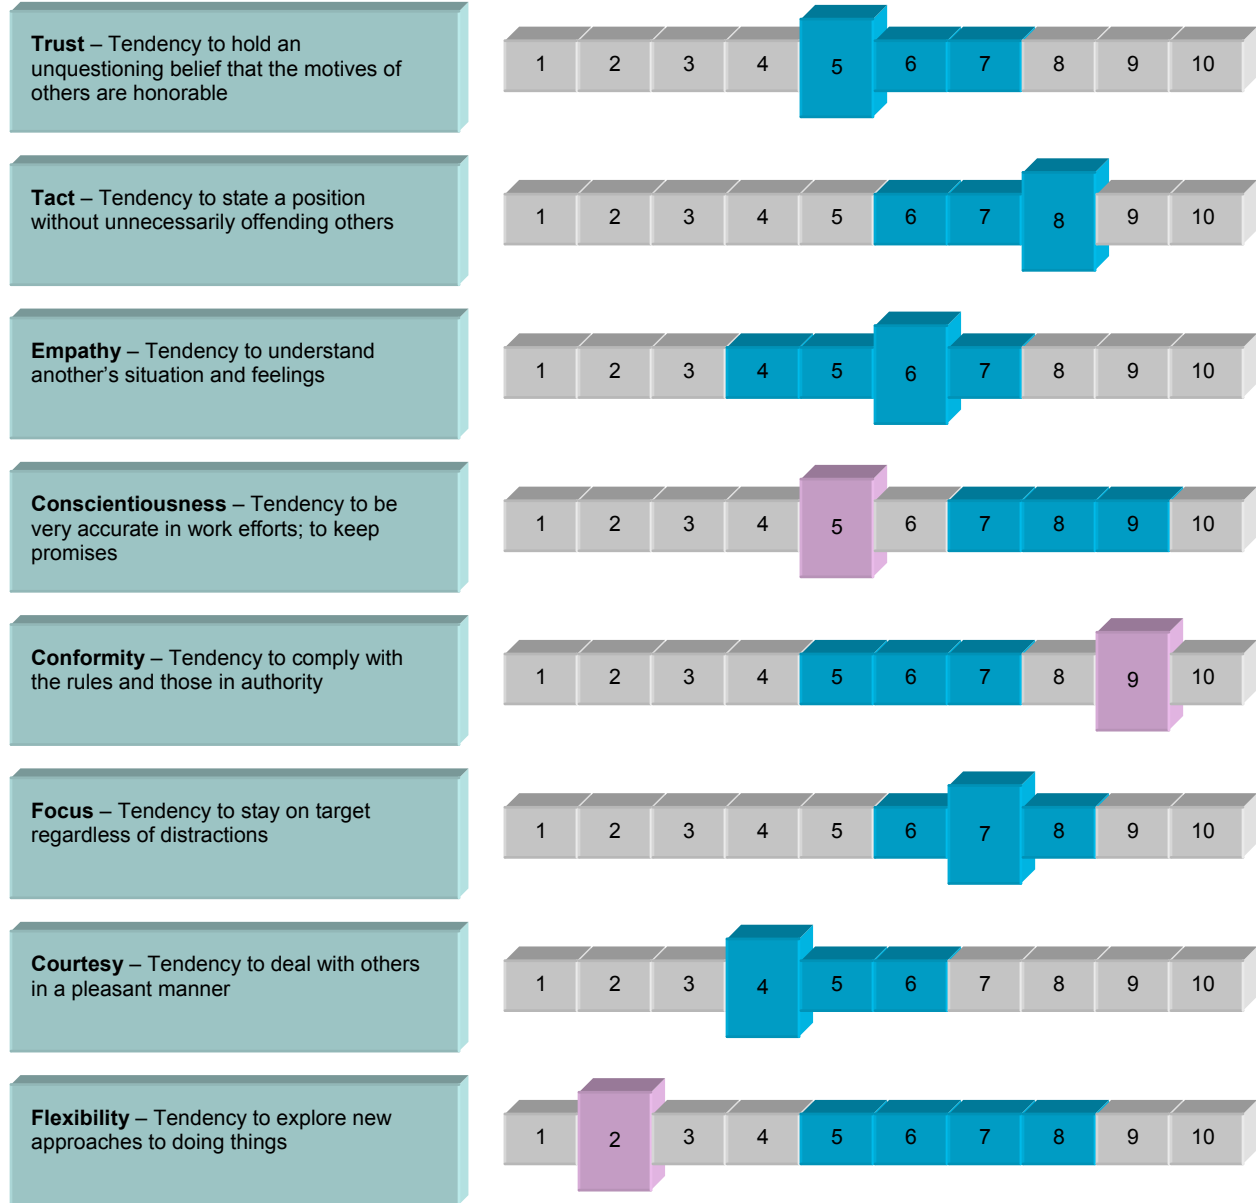 Trust – Tendency to hold an
unquestioning belief that the motives of
others are honorable
1 2 3 4 5 6 7 8 9 10
Tact – Tendency to state a position
without unnecessarily offending others
1 2 3 4 5 6 7 8 9 10
Empathy – Tendency to understand
another’s situation and feelings
1 2 3 4 5 6 7 8 9 10
Conscientiousness – Tendency to be
very accurate in work efforts; to keep
promises
1 2 3 4 5 6 7 8 9 10
Conformity – Tendency to comply with
the rules and those in authority
1 2 3 4 5 6 7 8 9 10
Focus – Tendency to stay on target
regardless of distractions
1 2 3 4 5 6 7 8 9 10
Courtesy – Tendency to deal with others
in a pleasant manner
1 2 3 4 5 6 7 8 9 10
Flexibility – Tendency to explore new
approaches to doing things
1 2 3 4 5 6 7 8 9 10